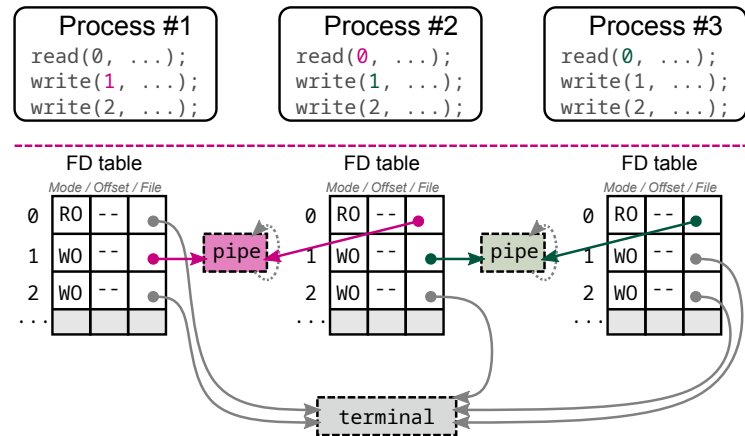 Process #1
read(0, ...);
write(1, ...);
write(2, ...);
Process #2
read(0, ...);
write(1, ...);
write(2, ...);
Process #3
read(0, ...);
write(1, ...);
write(2, ...);
FD table
Mode / Offset / File
0 RO --
1 WO --
2 WO --
...
pipe
FD table
Mode / Offset / File
0 RO --
1 WO --
2 WO --
...
pipe
FD table
Mode / Offset / File
0 RO --
1 WO --
2 WO --
...
terminal